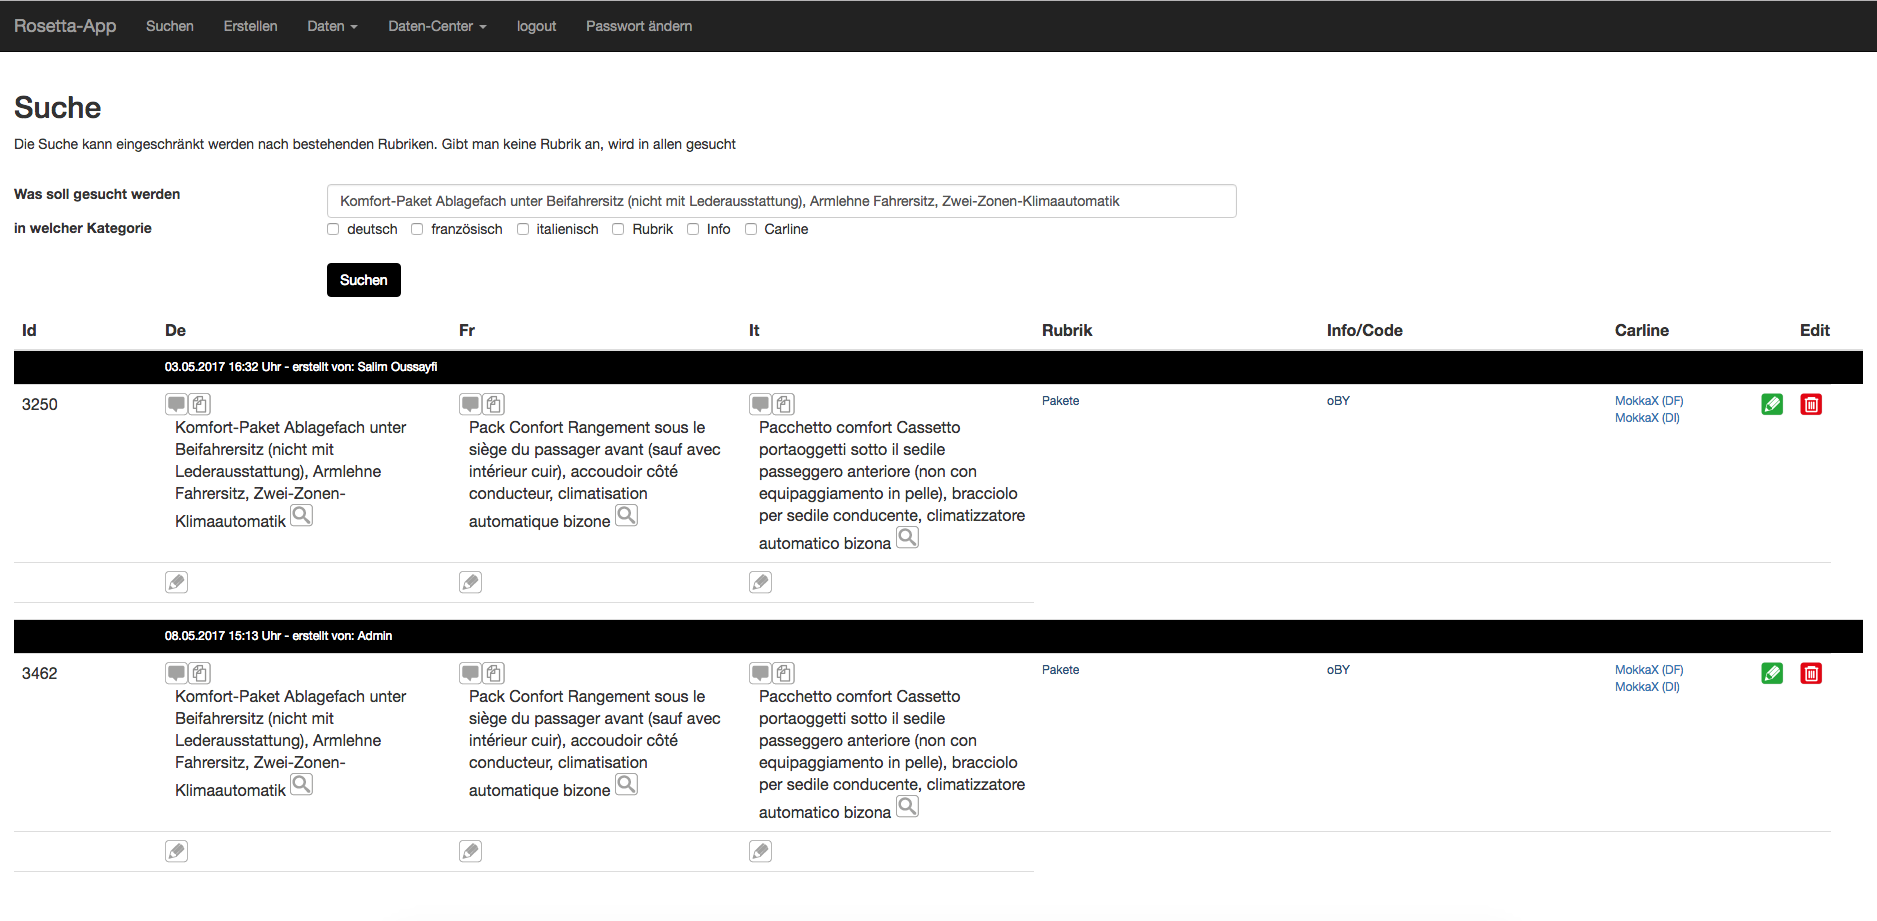 Rosetta-App Suchen Erstellen Daten Daten-Center logout Passwort ändern
Suche
Die Suche kann eingeschränkt werden nach bestehenden Rubriken. Gibt man keine Rubrik an, wird in allen gesucht
Was soll gesucht werden
Komfort-Paket Ablagefach unter Beifahrersitz (nicht mit Lederausstattung), Armlehne Fahrersitz, Zwei-Zonen-Klimaautomatik
in welcher Kategorie
deutsch französisch italienisch Rubrik Info Carline
Suchen
Id De Fr It Rubrik Info/Code Carline Edit
03.05.2017 16:32 Uhr - erstellt von: Salim Oussayfi
3250
Komfort-Paket Ablagefach unter
Beifahrersitz (nicht mit
Lederausstattung), Armlehne
Fahrersitz, Zwei-Zonen-
Klimaautomatik
Pack Confort Rangement sous le
siège du passager avant (sauf avec
intérieur cuir), accoudoir côté
conducteur, climatisation
automatique bizone
Pacchetto comfort Cassetto
portaoggetti sotto il sedile
passeggero anteriore (non con
equipaggiamento in pelle), bracciolo
per sedile conducente, climatizzatore
automatico bizona
Pakete
oBY
MokkaX (DF)
MokkaX (DI)
08.05.2017 15:13 Uhr - erstellt von: Admin
3462
Komfort-Paket Ablagefach unter
Beifahrersitz (nicht mit
Lederausstattung), Armlehne
Fahrersitz, Zwei-Zonen-
Klimaautomatik
Pack Confort Rangement sous le
siège du passager avant (sauf avec
intérieur cuir), accoudoir côté
conducteur, climatisation
automatique bizone
Pacchetto comfort Cassetto
portaoggetti sotto il sedile
passeggero anteriore (non con
equipaggiamento in pelle), bracciolo
per sedile conducente, climatizzatore
automatico bizona
Pakete
oBY
MokkaX (DF)
MokkaX (DI)